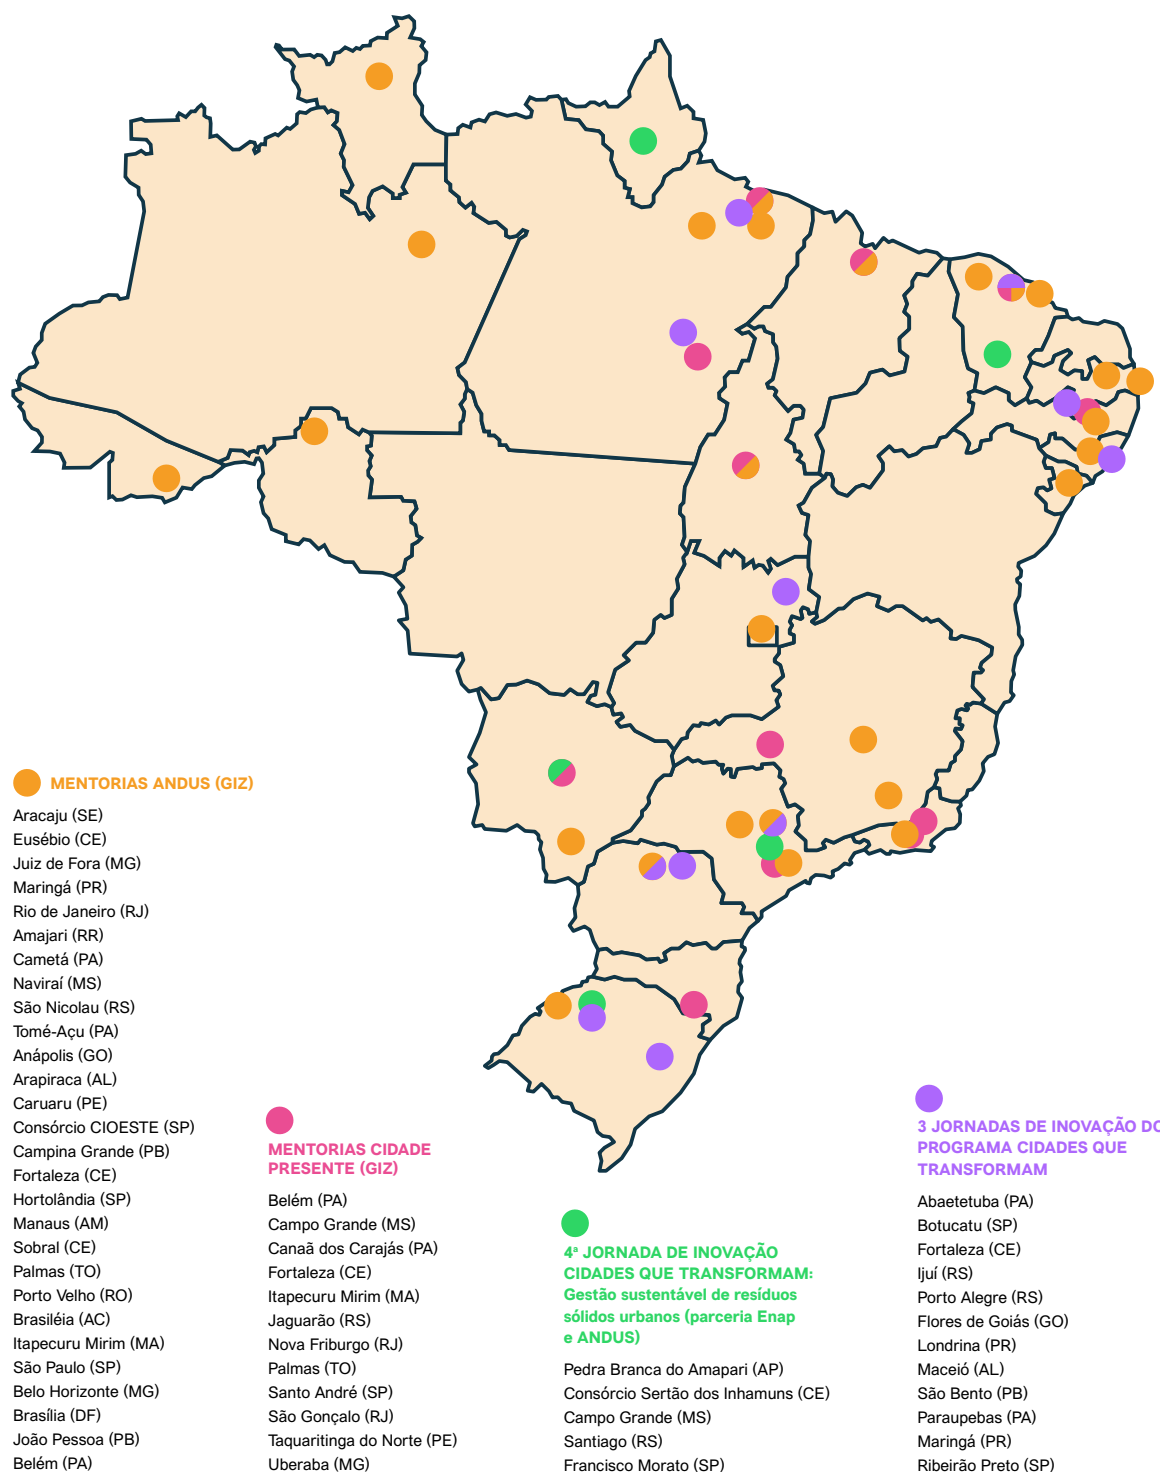 MENTORIAS ANDUS (GIZ)
Aracaju (SE)
Eusébio (CE)
Juiz de Fora (MG)
Maringá (PR)
Rio de Janeiro (RJ)
Amajari (RR)
Cametá (PA)
Naviraí (MS)
São Nicolau (RS)
Tomé-Açu (PA)
Anápolis (GO)
Arapiraca (AL)
Caruaru (PE)
Consórcio CIOESTE (SP)
Campina Grande (PB)
Fortaleza (CE)
Hortolândia (SP)
Manaus (AM)
Sobral (CE)
Palmas (TO)
Porto Velho (RO)
Brasiléia (AC)
Itapecuru Mirim (MA)
São Paulo (SP)
Belo Horizonte (MG)
Brasília (DF)
João Pessoa (PB)
Belém (PA)
MENTORIAS CIDADE
PRESENTE (GIZ)
Belém (PA)
Campo Grande (MS)
Canaã dos Carajás (PA)
Fortaleza (CE)
Itapecuru Mirim (MA)
Jaguarão (RS)
Nova Friburgo (RJ)
Palmas (TO)
Santo André (SP)
São Gonçalo (RJ)
Taquaritinga do Norte (PE)
Uberaba (MG)
4ª JORNADA DE INOVAÇÃO
CIDADES QUE TRANSFORMAM:
Gestão sustentável de resíduos
sólidos urbanos (parceria Enap
e ANDUS)
Pedra Branca do Amapari (AP)
Consórcio Sertão dos Inhamuns (CE)
Campo Grande (MS)
Santiago (RS)
Francisco Morato (SP)
3 JORNADAS DE INOVAÇÃO DO
PROGRAMA CIDADES QUE
TRANSFORMAM
Abaetetuba (PA)
Botucatu (SP)
Fortaleza (CE)
Ijuí (RS)
Porto Alegre (RS)
Flores de Goiás (GO)
Londrina (PR)
Maceió (AL)
São Bento (PB)
Paraupebas (PA)
Maringá (PR)
Ribeirão Preto (SP)